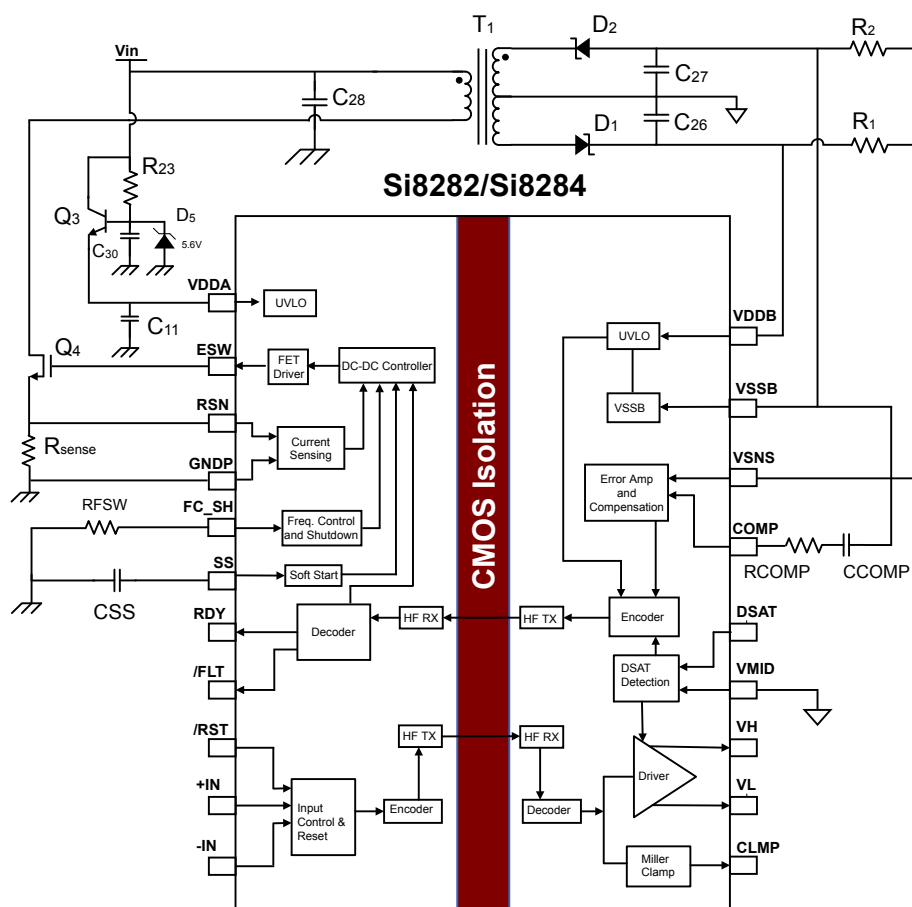 T1
D2
R2
Vin
C28
C27
C26
D1
R1
R23
Si8282/Si8284
Q3
C30
D5
5.6V
VDDA
UVLO
C11
VDDB
UVLO
Q4
ESW
FET
Driver
DC-DC Controller
VSSB
VSSB
RSN
Current
Sensing
Rsense
GNDP
VSNS
Error Amp
and
Compensation
RFSW
FC_SH
Freq. Control
and Shutdown
COMP
RCOMP
CCOMP
SS
Soft Start
CSS
CMOS Isolation
RDY
Decoder
HF RX
HF TX
Encoder
DSAT
/FLT
DSAT
Detection
VMID
/RST
HF TX
HF RX
VH
+IN
Input
Control &
Reset
Encoder
Decoder
Driver
VL
-IN
Miller
Clamp
CLMP